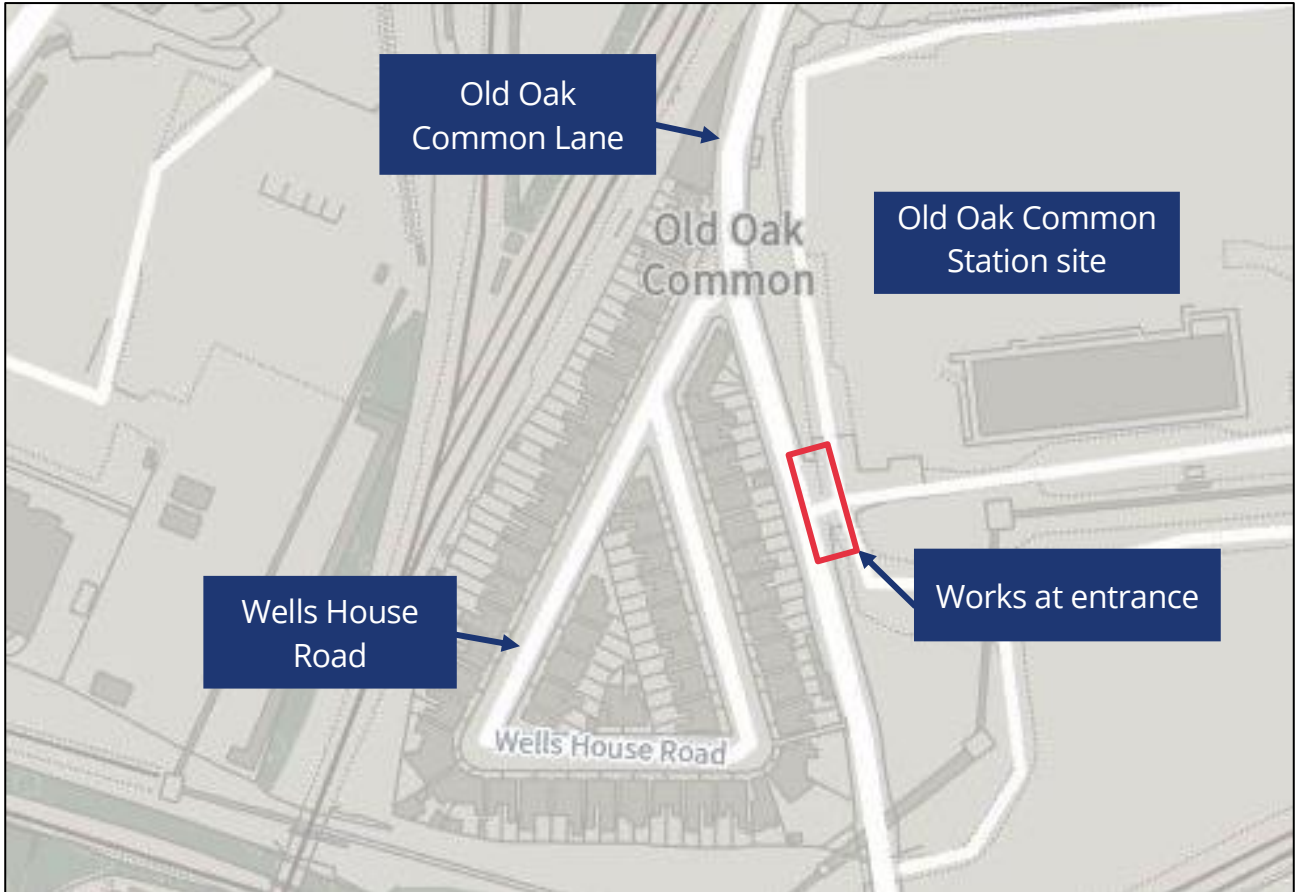 Old Oak
Common Lane
Old Oak Common
Station site
Old Oak
Common
Works at entrance
Wells House
Road
Wells House Road